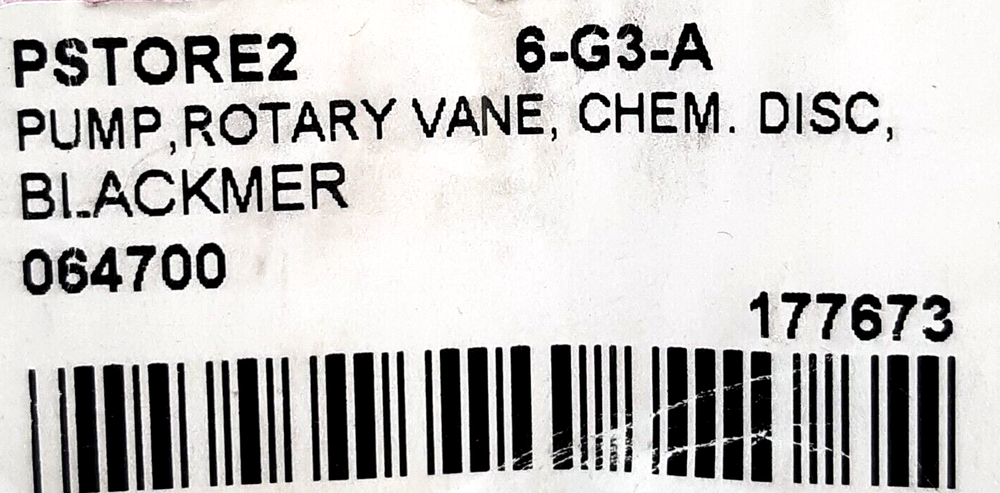 PSTORE2 6-G3-A
PUMP,ROTARY VANE, CHEM. DISC,
BLACKMER
064700
177673